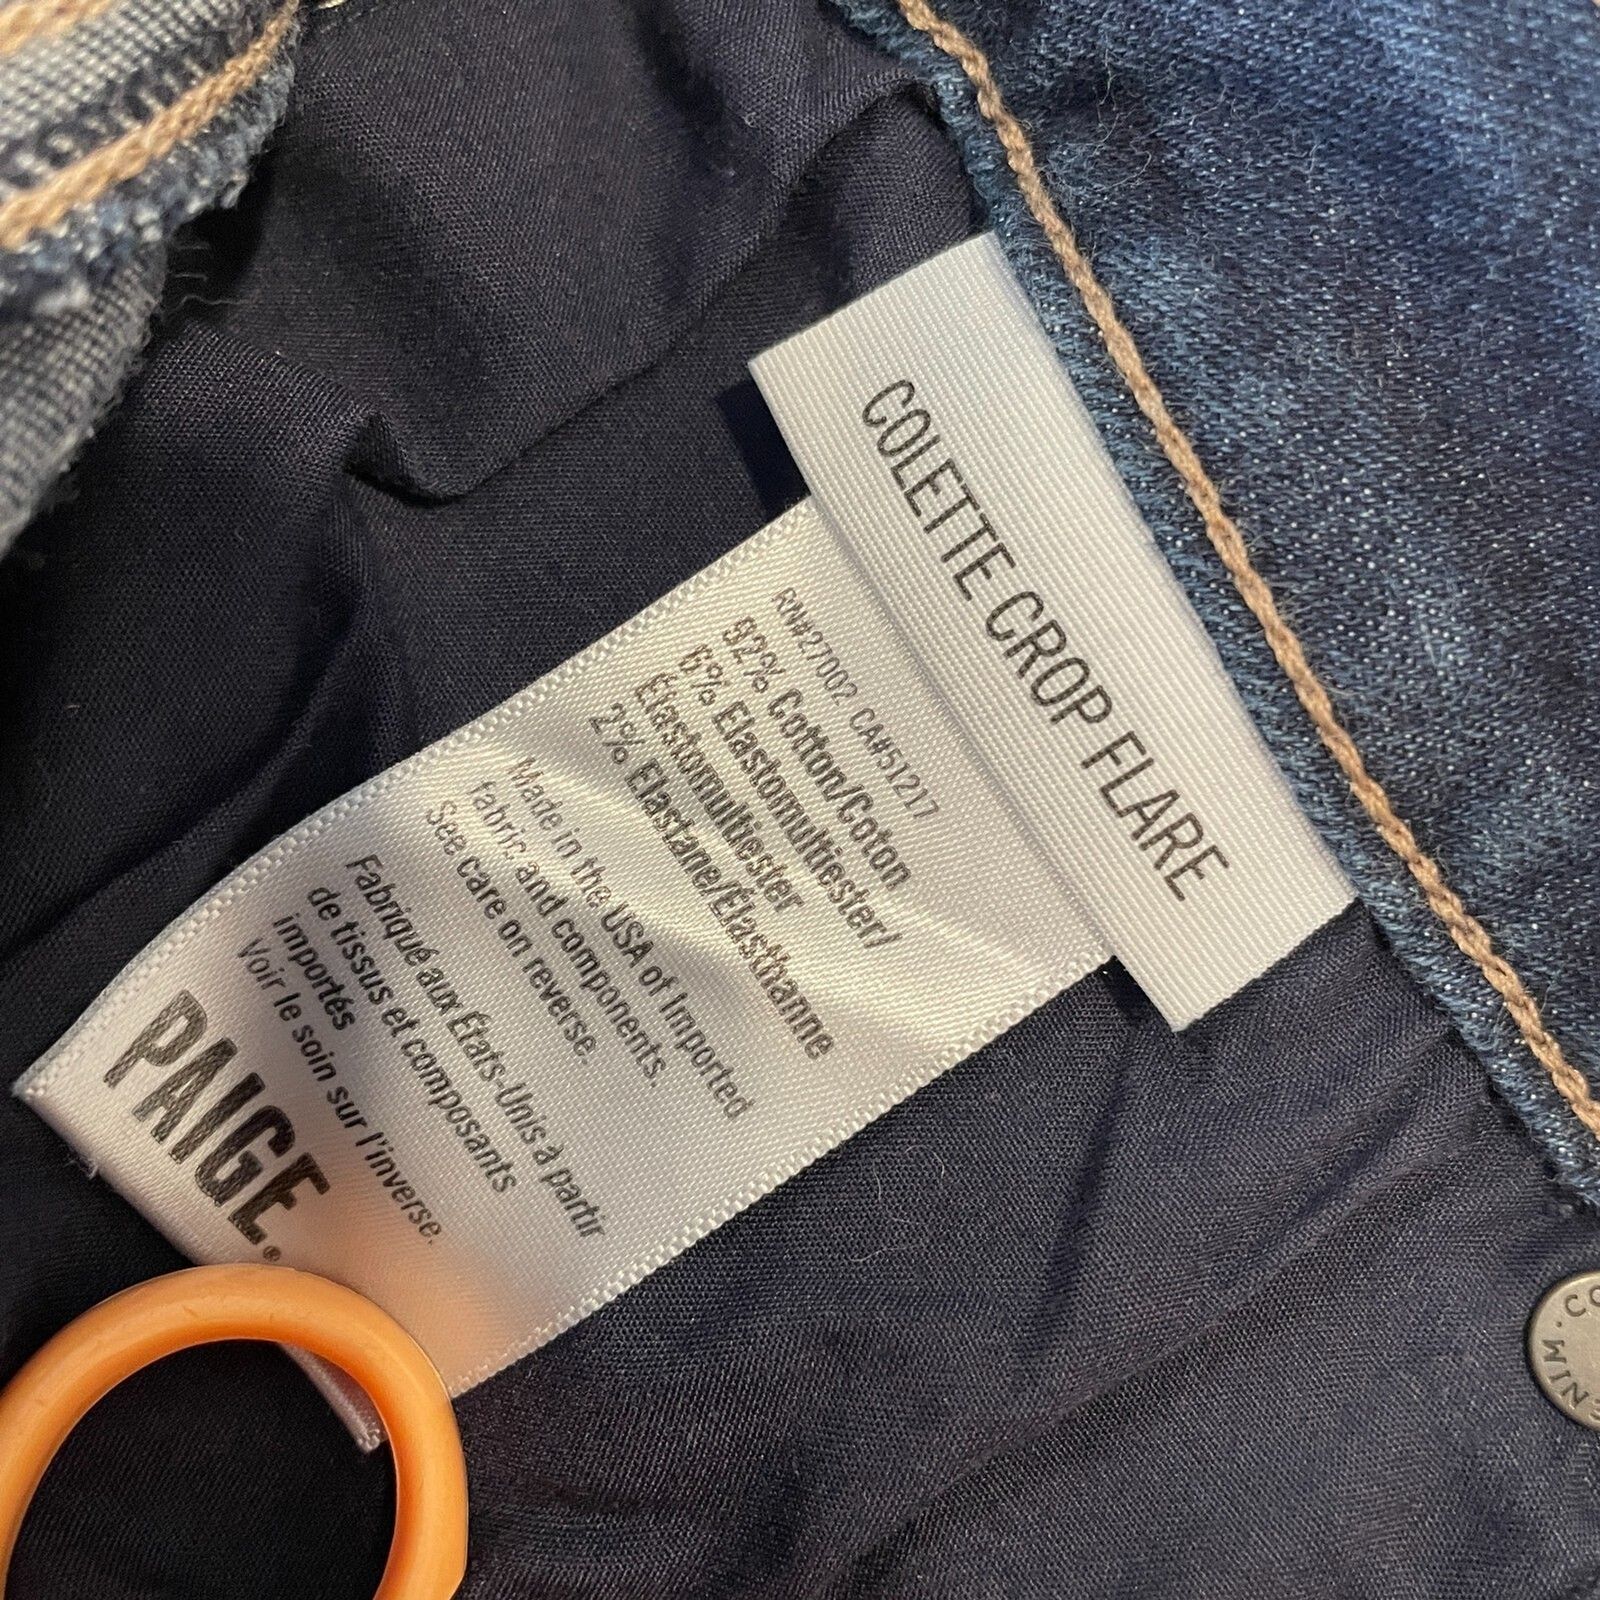 COLETTE CROP FLARE
RN#27002 CA#51217
92% Cotton/Coton
6% Elastomultiester/
Élastomultiester
2% Elastane/Élasthanne
Made in the USA of Imported
fabric and components.
See care on reverse.
Fabriqué aux États-Unis à partir
de tissus et composants
importés
Voir le soin sur l'inverse.
PAIGE.®